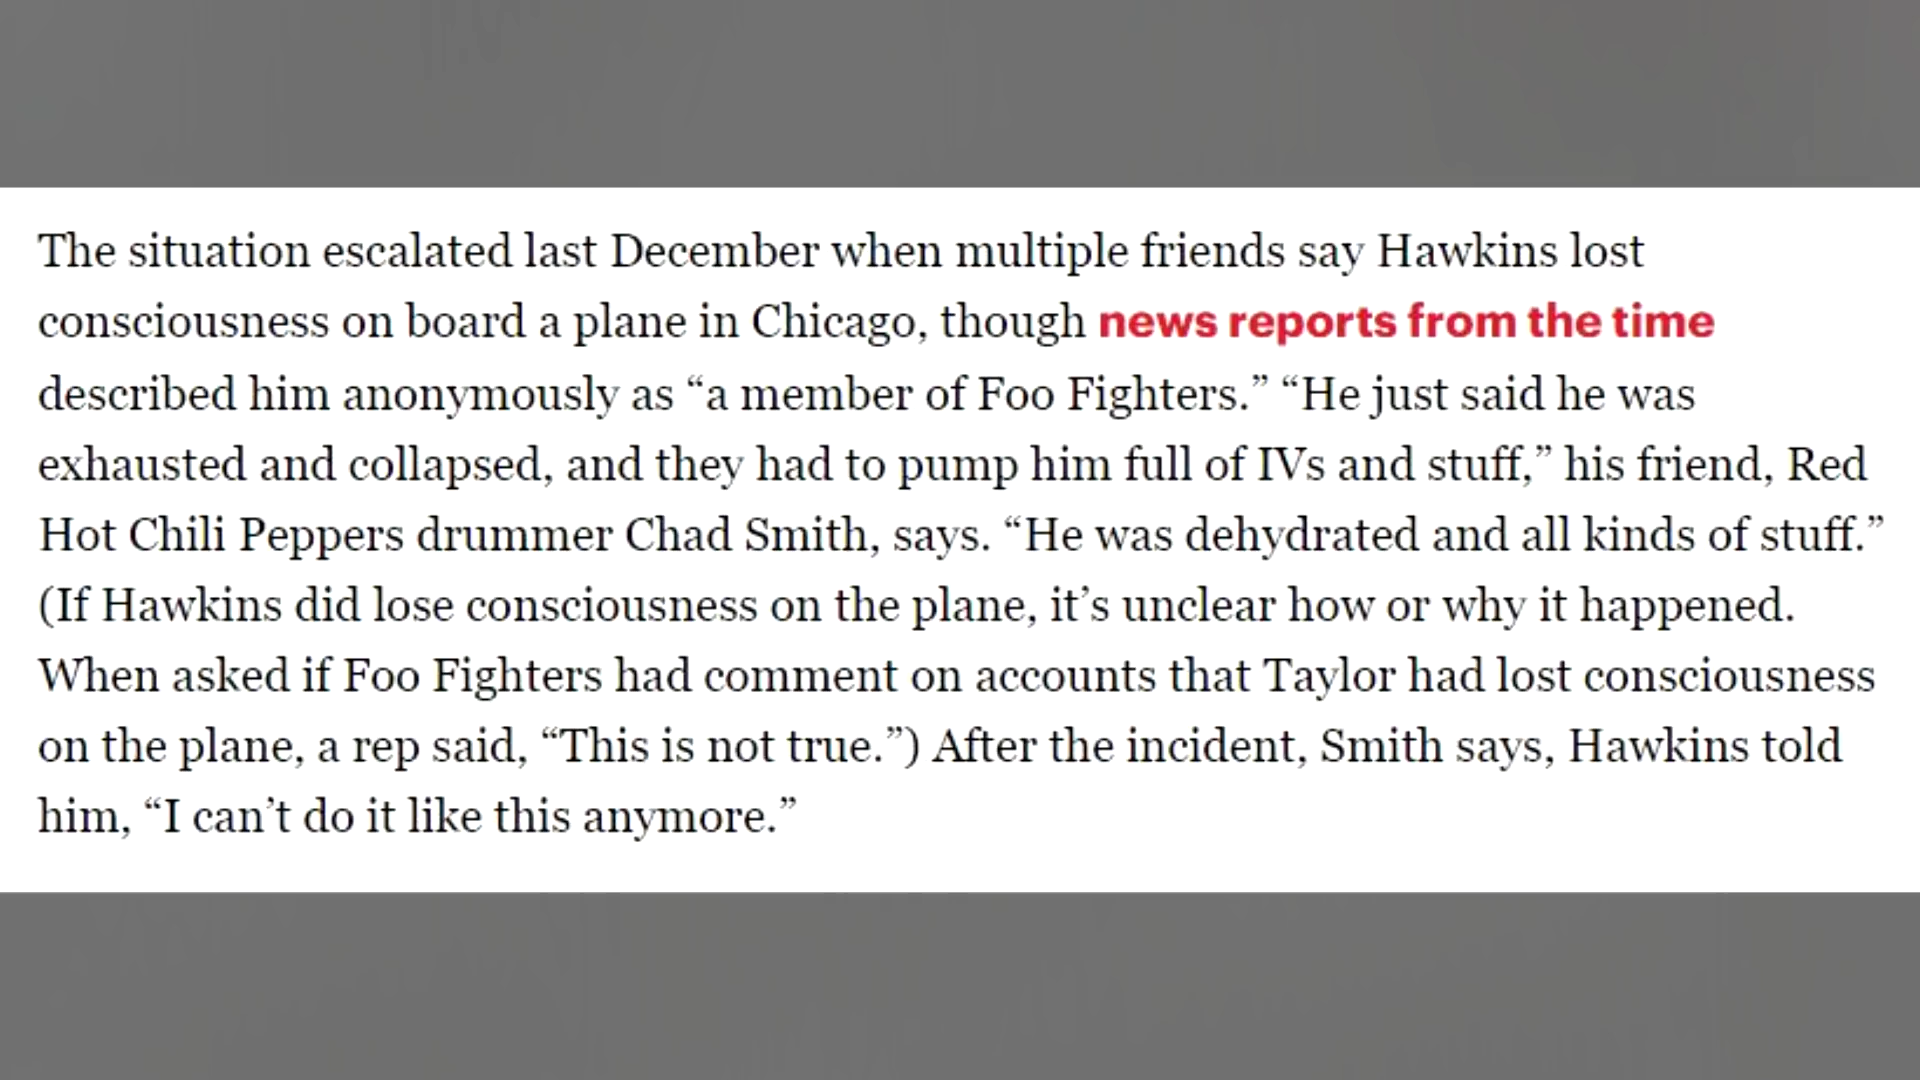 The situation escalated last December when multiple friends say Hawkins lost
consciousness on board a plane in Chicago, though news reports from the time
described him anonymously as “a member of Foo Fighters.” “He just said he was
exhausted and collapsed, and they had to pump him full of IVs and stuff,” his friend, Red
Hot Chili Peppers drummer Chad Smith, says. “He was dehydrated and all kinds of stuff.”
(If Hawkins did lose consciousness on the plane, it’s unclear how or why it happened.
When asked if Foo Fighters had comment on accounts that Taylor had lost consciousness
on the plane, a rep said, “This is not true.”) After the incident, Smith says, Hawkins told
him, “I can’t do it like this anymore.”